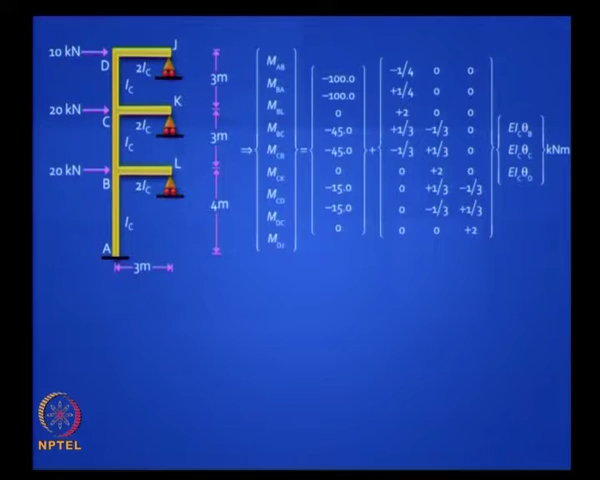 10 kN
J
D
2I_C
I_C
3m
20 kN
K
C
2I_C
I_C
3m
20 kN
L
B
2I_C
I_C
4m
A
3m
⇒ { M_AB M_BA M_BL M_BC M_CB M_CK M_CD M_DC M_DJ } = { −100.0 −100.0 0 −45.0 −45.0 0 −15.0 −15.0 0 } +
−1/4 0 0
+1/4 0 0
+2 0 0
+1/3 −1/3 0
−1/3 +1/3 0
0 +2 0
0 +1/3 −1/3
0 −1/3 +1/3
0 0 +2
{ EI_Cθ_B EI_Cθ_C EI_Cθ_D } kNm
NPTEL